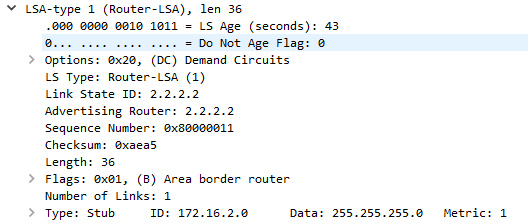 LSA-type 1 (Router-LSA), len 36
.000 0000 0010 1011 = LS Age (seconds): 43
0... .... .... .... = Do Not Age Flag: 0
Options: 0x20, (DC) Demand Circuits
LS Type: Router-LSA (1)
Link State ID: 2.2.2.2
Advertising Router: 2.2.2.2
Sequence Number: 0x80000011
Checksum: 0xaea5
Length: 36
Flags: 0x01, (B) Area border router
Number of Links: 1
Type: Stub ID: 172.16.2.0 Data: 255.255.255.0 Metric: 1